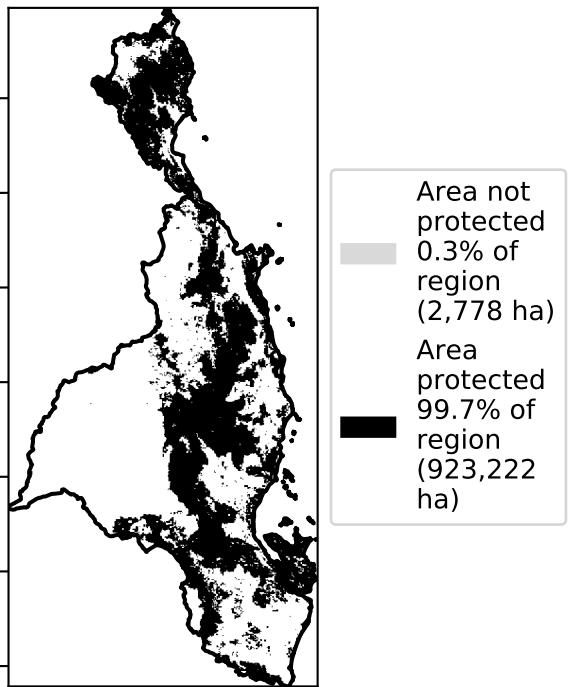 Area not
protected
0.3% of
region
(2,778 ha)
Area
protected
99.7% of
region
(923,222
ha)